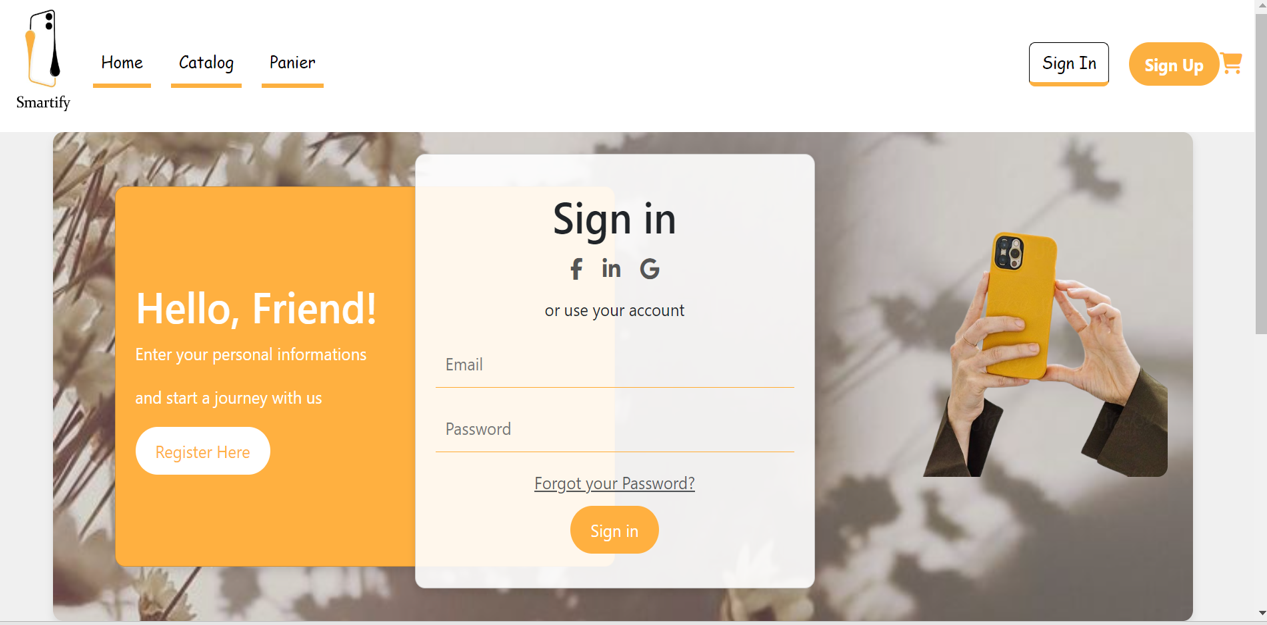 Smartify
Home Catalog Panier
Sign In Sign Up
Hello, Friend!
Enter your personal informations
and start a journey with us
Register Here
Sign in
f in G
or use your account
Email
Password
Forgot your Password?
Sign in